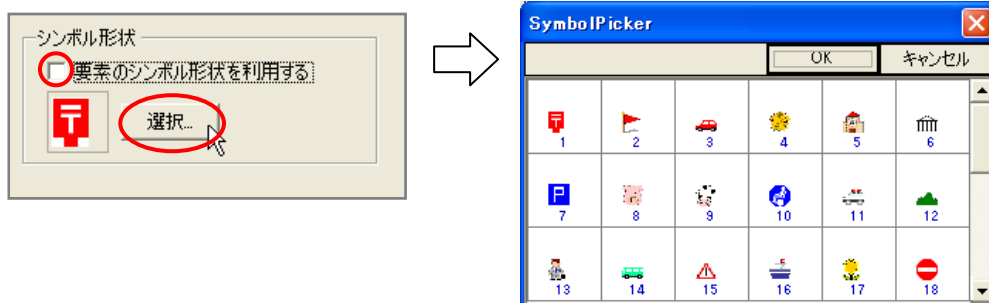 シンボル形状
要素のシンボル形状を利用する
選択...
SymbolPicker
OK キャンセル
1 2 3 4 5 6
P
7 8 9 10 11 12
13 14 15 16 17 18